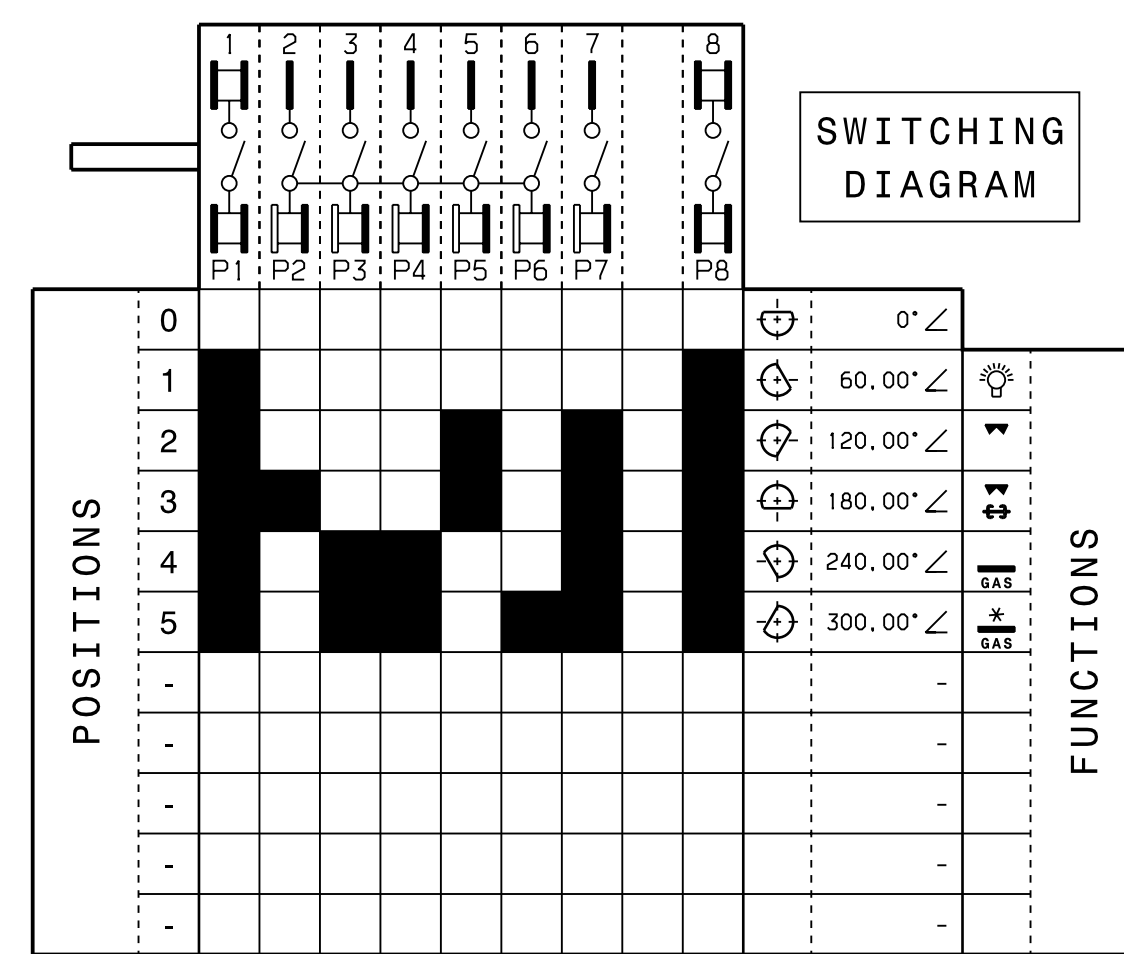 1 2 3 4 5 6 7 8
SWITCHING
DIAGRAM
P1 P2 P3 P4 P5 P6 P7 P8
POSITIONS
0 0°∠
1 60,00°∠
2 120,00°∠
3 180,00°∠
4 240,00°∠ GAS
5 300,00°∠ * GAS
- -
- -
- -
- -
- -
FUNCTIONS